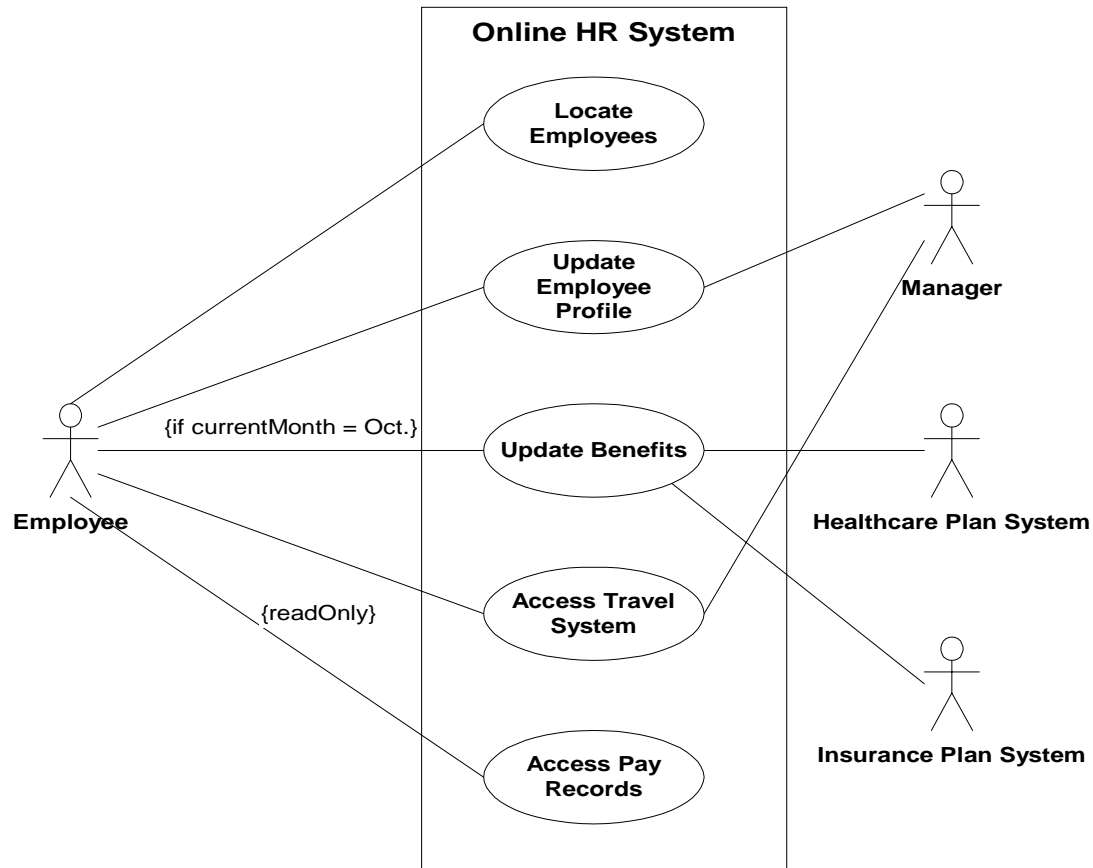 Online HR System
Locate
Employees
Update
Employee
Profile
Manager
{if currentMonth = Oct.}
Update Benefits
Employee
Healthcare Plan System
Access Travel
System
{readOnly}
Insurance Plan System
Access Pay
Records